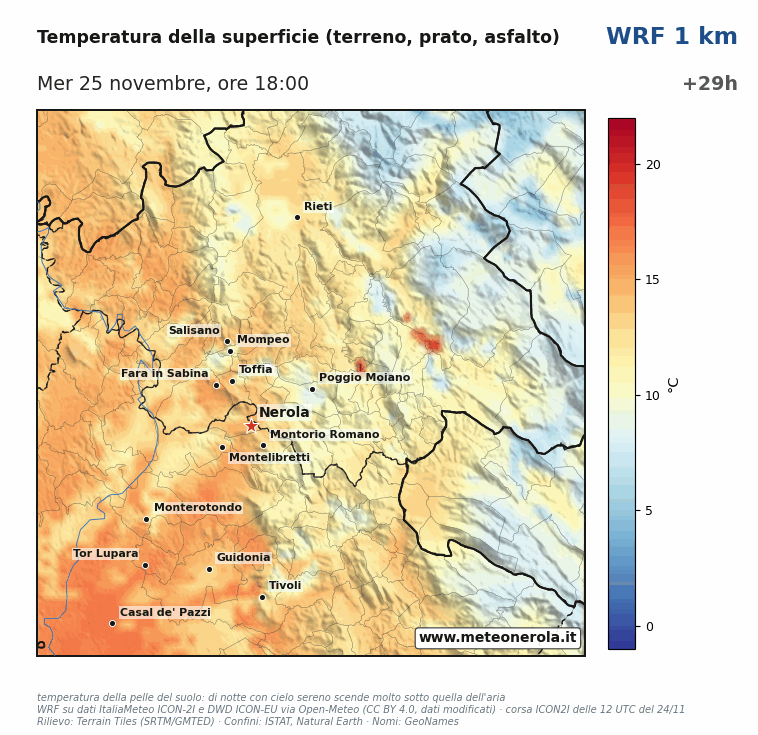 Temperatura della superficie (terreno, prato, asfalto)
WRF 1 km
Mer 25 novembre, ore 18:00
+29h
Rieti
Salisano
Mompeo
Toffia
Fara in Sabina
Poggio Moiano
Nerola
Montorio Romano
Montelibretti
Monterotondo
Tor Lupara
Guidonia
Tivoli
Casal de' Pazzi
www.meteonerola.it
20
15
10
5
0
°C
temperatura della pelle del suolo: di notte con cielo sereno scende molto sotto quella dell'aria
WRF su dati ItaliaMeteo ICON-2I e DWD ICON-EU via Open-Meteo (CC BY 4.0, dati modificati) · corsa ICON2I delle 12 UTC del 24/11
Rilievo: Terrain Tiles (SRTM/GMTED) · Confini: ISTAT, Natural Earth · Nomi: GeoNames